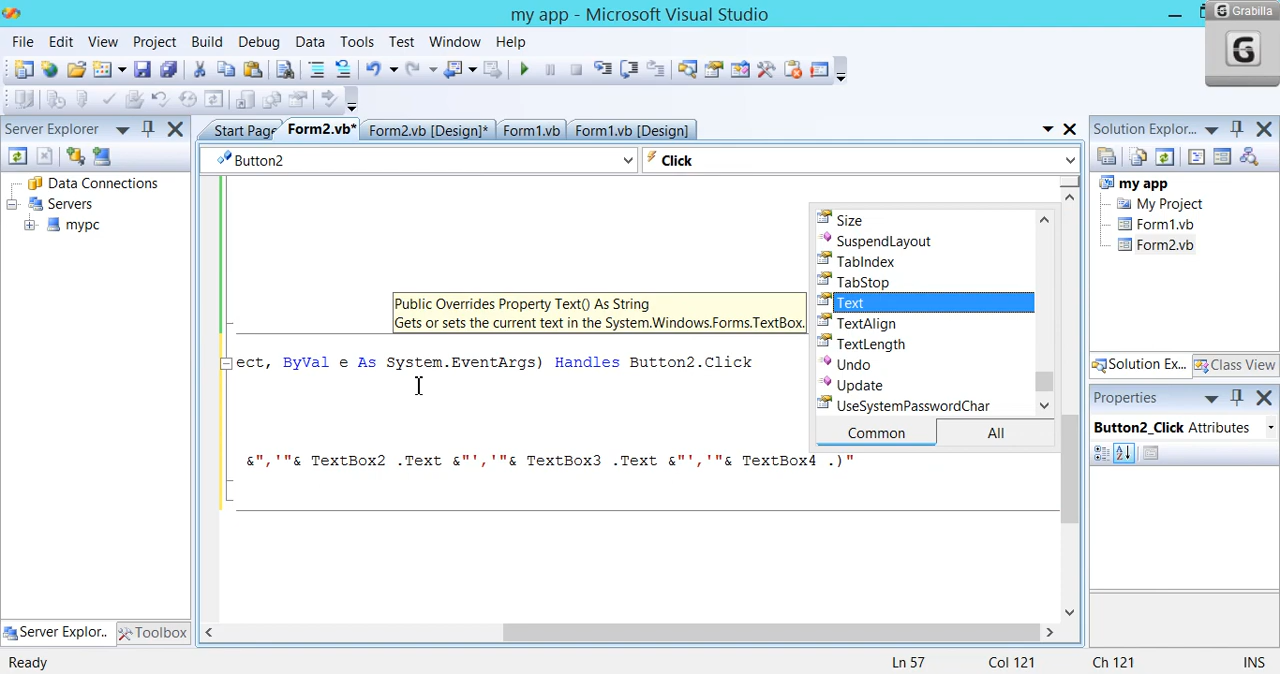 my app - Microsoft Visual Studio
Grabilla
G
File Edit View Project Build Debug Data Tools Test Window Help
Server Explorer
Start Page Form2.vb* Form2.vb [Design]* Form1.vb Form1.vb [Design]
Solution Explor...
Button2
Click
Data Connections
Servers
mypc
my app
My Project
Form1.vb
Form2.vb
Size
SuspendLayout
TabIndex
TabStop
Text
TextAlign
TextLength
Undo
Update
UseSystemPasswordChar
Common All
Public Overrides Property Text() As String
Gets or sets the current text in the System.Windows.Forms.TextBox.
ect, ByVal e As System.EventArgs) Handles Button2.Click
&",'"& TextBox2 .Text &"','"& TextBox3 .Text &"','"& TextBox4 .)"
Solution Ex... Class View
Properties
Button2_Click Attributes
Server Explor.. Toolbox
Ready
Ln 57 Col 121 Ch 121 INS